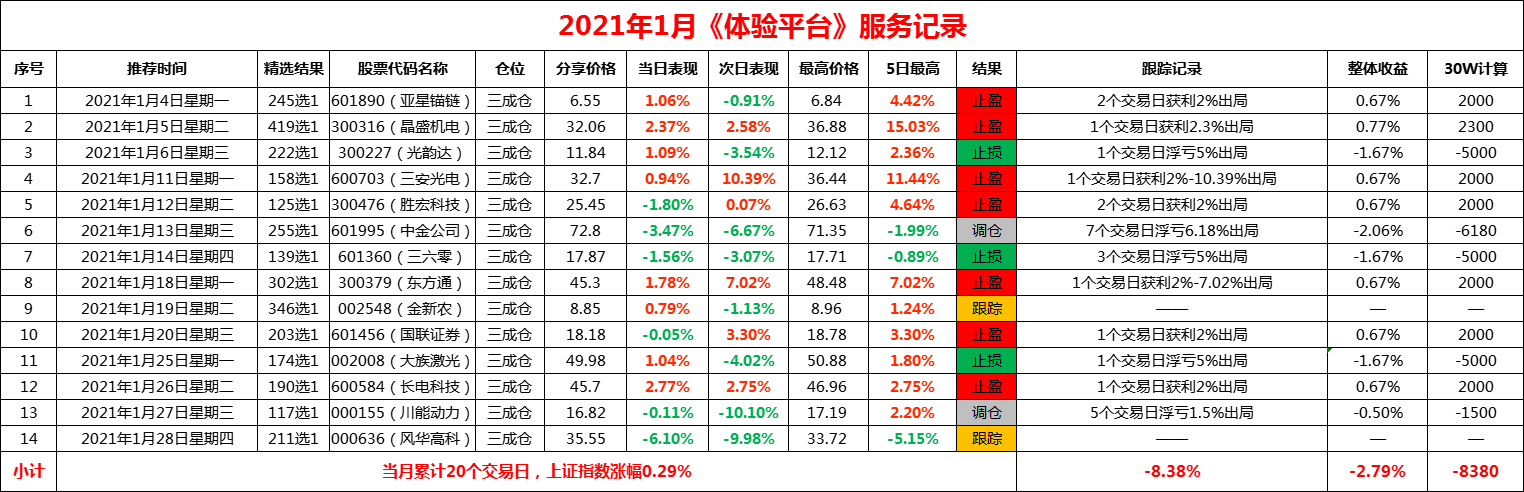 2021年1月《体验平台》服务记录
序号 推荐时间 精选结果 股票代码名称 仓位 分享价格 当日表现 次日表现 最高价格 5日最高 结果 跟踪记录 整体收益 30W计算
1 2021年1月4日星期一 245选1 601890（亚星锚链） 三成仓 6.55 1.06% -0.91% 6.84 4.42% 止盈 2个交易日获利2%出局 0.67% 2000
2 2021年1月5日星期二 419选1 300316（晶盛机电） 三成仓 32.06 2.37% 2.58% 36.88 15.03% 止盈 1个交易日获利2.3%出局 0.77% 2300
3 2021年1月6日星期三 222选1 300227（光韵达） 三成仓 11.84 1.09% -3.54% 12.12 2.36% 止损 1个交易日浮亏5%出局 -1.67% -5000
4 2021年1月11日星期一 158选1 600703（三安光电） 三成仓 32.7 0.94% 10.39% 36.44 11.44% 止盈 1个交易日获利2%-10.39%出局 0.67% 2000
5 2021年1月12日星期二 125选1 300476（胜宏科技） 三成仓 25.45 -1.80% 0.07% 26.63 4.64% 止盈 2个交易日获利2%出局 0.67% 2000
6 2021年1月13日星期三 255选1 601995（中金公司） 三成仓 72.8 -3.47% -6.67% 71.35 -1.99% 调仓 7个交易日浮亏6.18%出局 -2.06% -6180
7 2021年1月14日星期四 139选1 601360（三六零） 三成仓 17.87 -1.56% -3.07% 17.71 -0.89% 止损 3个交易日浮亏5%出局 -1.67% -5000
8 2021年1月18日星期一 302选1 300379（东方通） 三成仓 45.3 1.78% 7.02% 48.48 7.02% 止盈 1个交易日获利2%-7.02%出局 0.67% 2000
9 2021年1月19日星期二 346选1 002548（金新农） 三成仓 8.85 0.79% -1.13% 8.96 1.24% 跟踪 —— — —
10 2021年1月20日星期三 203选1 601456（国联证券） 三成仓 18.18 -0.05% 3.30% 18.78 3.30% 止盈 1个交易日获利2%出局 0.67% 2000
11 2021年1月25日星期一 174选1 002008（大族激光） 三成仓 49.98 1.04% -4.02% 50.88 1.80% 止损 1个交易日浮亏5%出局 -1.67% -5000
12 2021年1月26日星期二 190选1 600584（长电科技） 三成仓 45.7 2.77% 2.75% 46.96 2.75% 止盈 1个交易日获利2%出局 0.67% 2000
13 2021年1月27日星期三 117选1 000155（川能动力） 三成仓 16.82 -0.11% -10.10% 17.19 2.20% 调仓 5个交易日浮亏1.5%出局 -0.50% -1500
14 2021年1月28日星期四 211选1 000636（风华高科） 三成仓 35.55 -6.10% -9.98% 33.72 -5.15% 跟踪 —— — —
小计 当月累计20个交易日，上证指数涨幅0.29% -8.38% -2.79% -8380